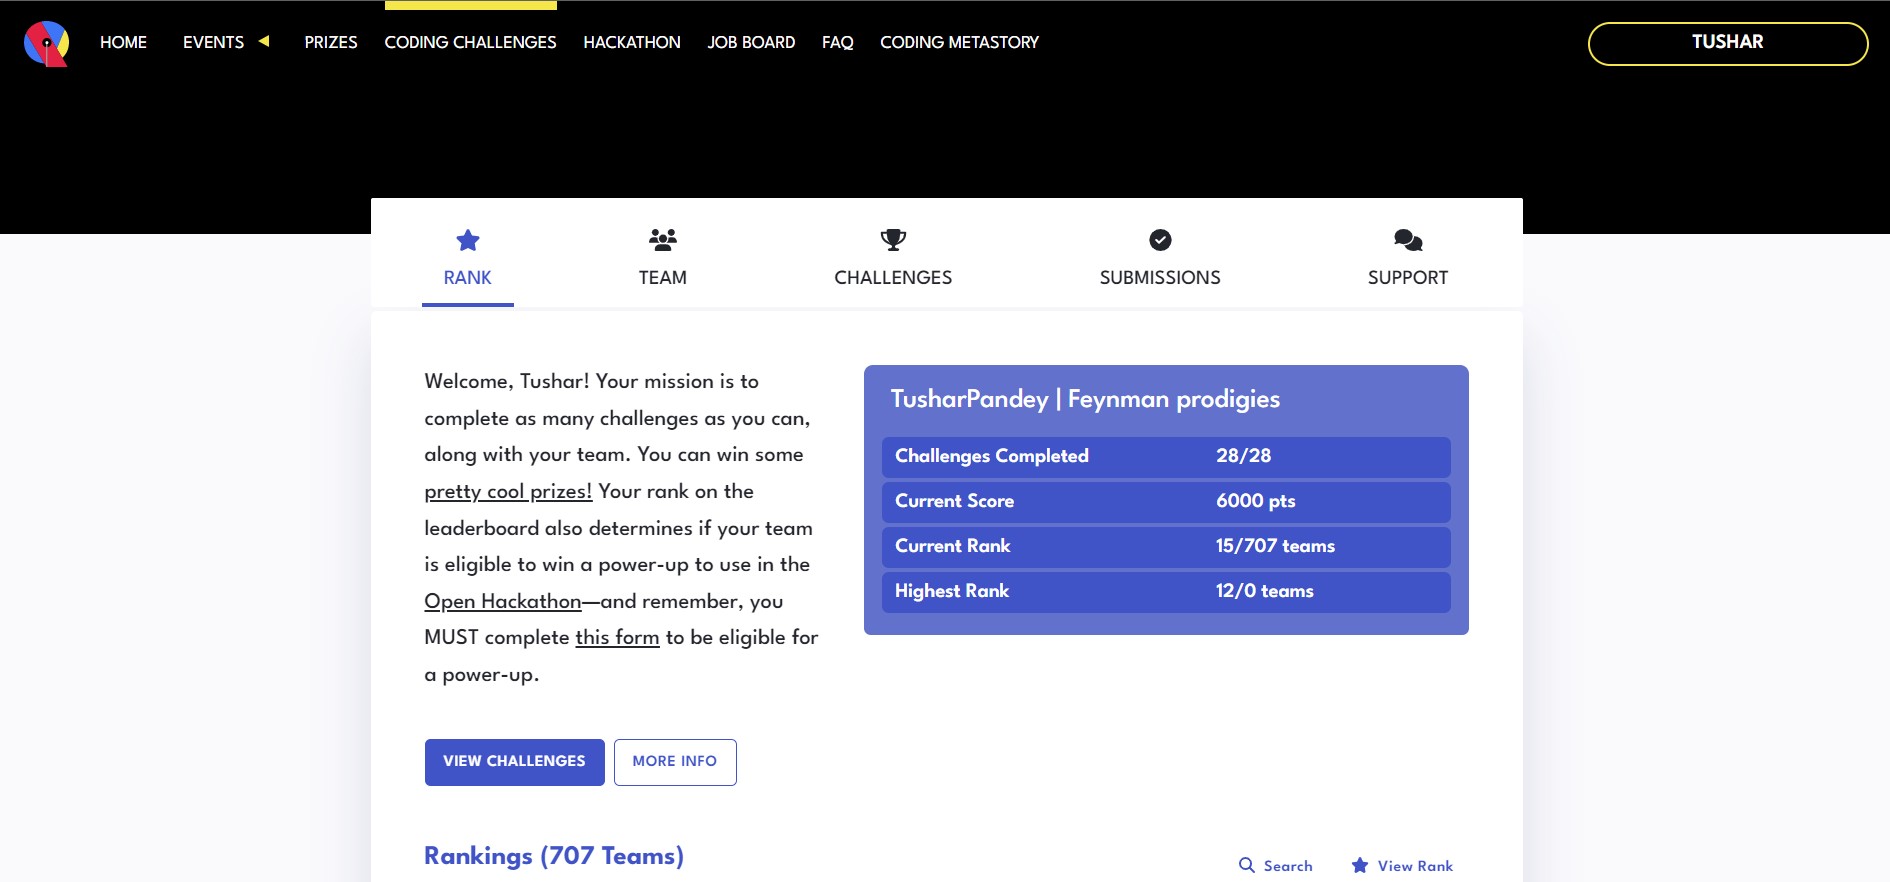 HOME EVENTS PRIZES CODING CHALLENGES HACKATHON JOB BOARD FAQ CODING METASTORY TUSHAR
RANK TEAM CHALLENGES SUBMISSIONS SUPPORT
Welcome, Tushar! Your mission is to
complete as many challenges as you can,
along with your team. You can win some
pretty cool prizes! Your rank on the
leaderboard also determines if your team
is eligible to win a power-up to use in the
Open Hackathon—and remember, you
MUST complete this form to be eligible for
a power-up.
VIEW CHALLENGES MORE INFO
TusharPandey | Feynman prodigies
Challenges Completed 28/28
Current Score 6000 pts
Current Rank 15/707 teams
Highest Rank 12/0 teams
Rankings (707 Teams)
Search View Rank